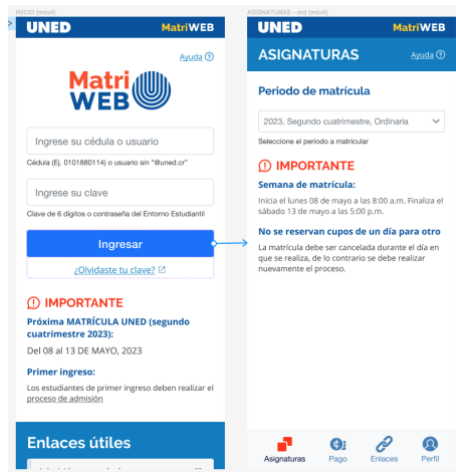 INICIO (móvil)
UNED
MatriWEB
Ayuda
Matri
WEB
Ingrese su cédula o usuario
Cédula (Ej. 0101880114) o usuario sin "@uned.cr"
Ingrese su clave
Clave de 6 dígitos o contraseña del Entorno Estudiantil
Ingresar
¿Olvidaste tu clave?
IMPORTANTE
Próxima MATRÍCULA UNED (segundo
cuatrimestre 2023):
Del 08 al 13 DE MAYO, 2023
Primer ingreso:
Los estudiantes de primer ingreso deben realizar el
proceso de admisión
Enlaces útiles
ASIGNATURAS - ord (móvil)
UNED
MatriWEB
ASIGNATURAS
Ayuda
Periodo de matrícula
2023, Segundo cuatrimestre, Ordinaria
Seleccione el periodo a matricular
IMPORTANTE
Semana de matrícula:
Inicia el lunes 08 de mayo a las 8:00 a.m. Finaliza el
sábado 13 de mayo a las 5:00 p.m.
No se reservan cupos de un día para otro
La matrícula debe ser cancelada durante el día en
que se realiza, de lo contrario se debe realizar
nuevamente el proceso.
Asignaturas
Pago
Enlaces
Perfil